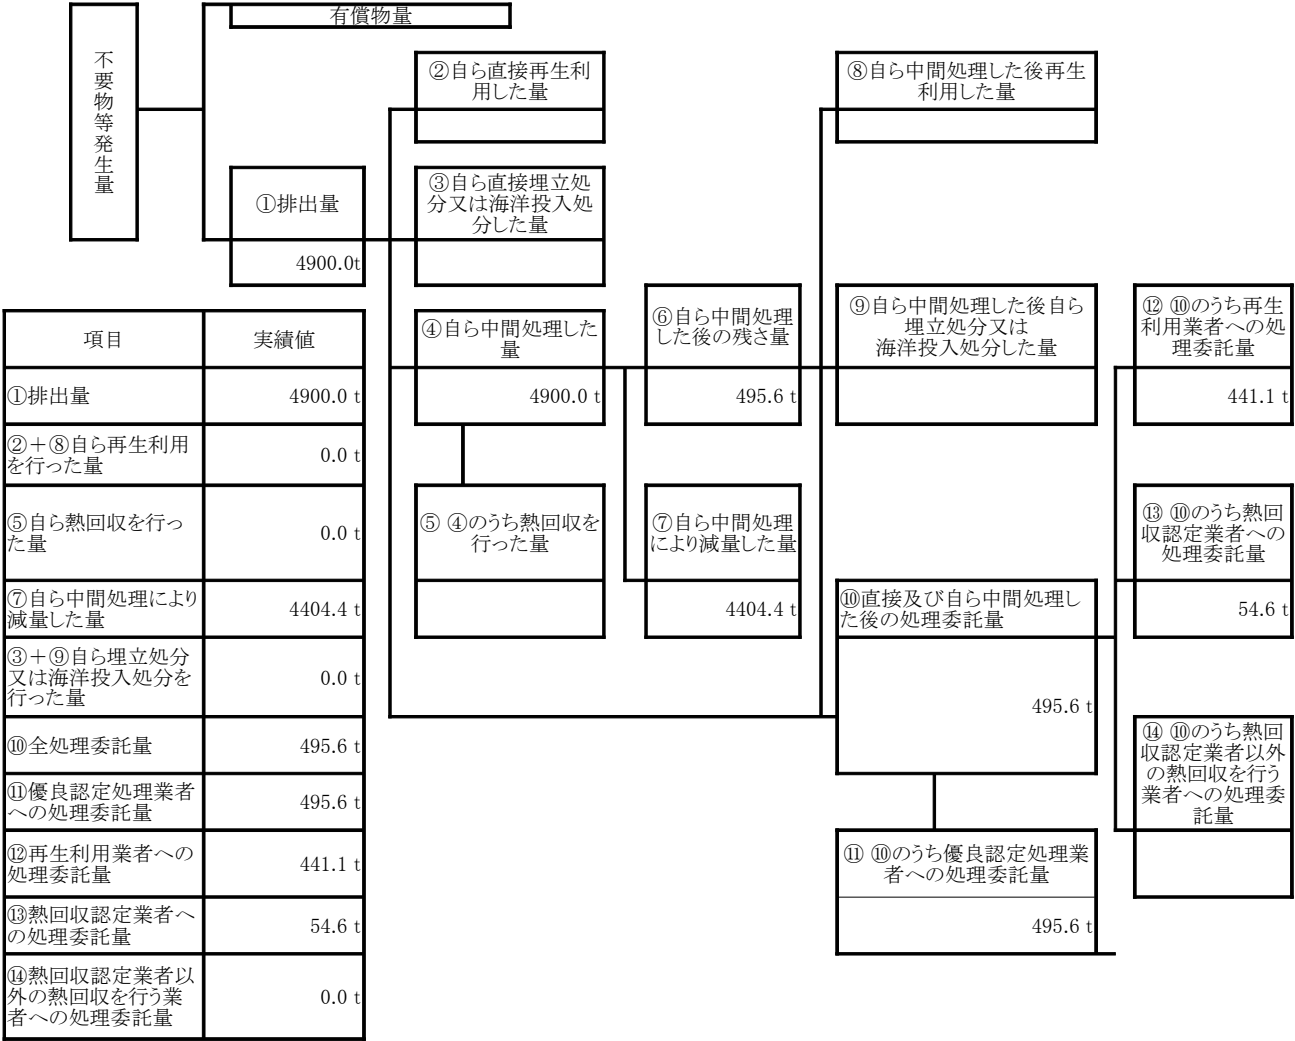 有償物量
不要物等発生量
②自ら直接再生利
用した量
⑧自ら中間処理した後再生
利用した量
①排出量
4900.0t
③自ら直接埋立処
分又は海洋投入処
分した量
④自ら中間処理した
量
4900.0 t
⑥自ら中間処理
した後の残さ量
495.6 t
⑨自ら中間処理した後自ら
埋立処分又は
海洋投入処分した量
⑫ ⑩のうち再生
利用業者への処
理委託量
441.1 t
⑤ ④のうち熱回収を
行った量
⑦自ら中間処理
により減量した量
4404.4 t
⑩直接及び自ら中間処理し
た後の処理委託量
495.6 t
⑬ ⑩のうち熱回
収認定業者への
処理委託量
54.6 t
⑭ ⑩のうち熱回
収認定業者以外
の熱回収を行う
業者への処理委
託量
⑪ ⑩のうち優良認定処理業
者への処理委託量
495.6 t
項目
実績値
①排出量
4900.0 t
②＋⑧自ら再生利用
を行った量
0.0 t
⑤自ら熱回収を行っ
た量
0.0 t
⑦自ら中間処理により
減量した量
4404.4 t
③＋⑨自ら埋立処分
又は海洋投入処分を
行った量
0.0 t
⑩全処理委託量
495.6 t
⑪優良認定処理業者
への処理委託量
495.6 t
⑫再生利用業者への
処理委託量
441.1 t
⑬熱回収認定業者へ
の処理委託量
54.6 t
⑭熱回収認定業者以
外の熱回収を行う業
者への処理委託量
0.0 t